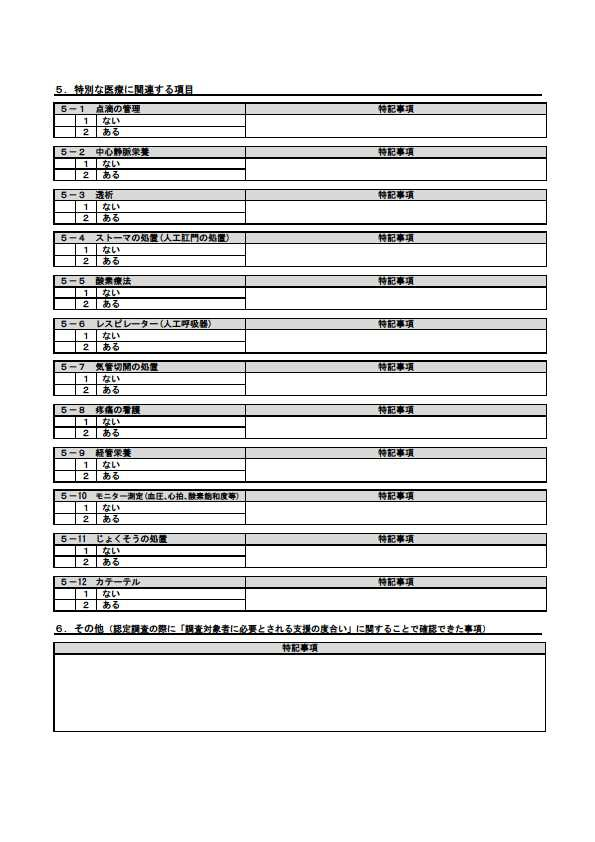 ５．特別な医療に関連する項目
５－１　点滴の管理　特記事項
１　ない
２　ある
５－２　中心静脈栄養　特記事項
１　ない
２　ある
５－３　透析　特記事項
１　ない
２　ある
５－４　ストーマの処置（人工肛門の処置）　特記事項
１　ない
２　ある
５－５　酸素療法　特記事項
１　ない
２　ある
５－６　レスピレーター（人工呼吸器）　特記事項
１　ない
２　ある
５－７　気管切開の処置　特記事項
１　ない
２　ある
５－８　疼痛の看護　特記事項
１　ない
２　ある
５－９　経管栄養　特記事項
１　ない
２　ある
５－10　モニター測定（血圧、心拍、酸素飽和度等）　特記事項
１　ない
２　ある
５－11　じょくそうの処置　特記事項
１　ない
２　ある
５－12　カテーテル　特記事項
１　ない
２　ある
６．その他（認定調査の際に「調査対象者に必要とされる支援の度合い」に関することで確認できた事項）
特記事項